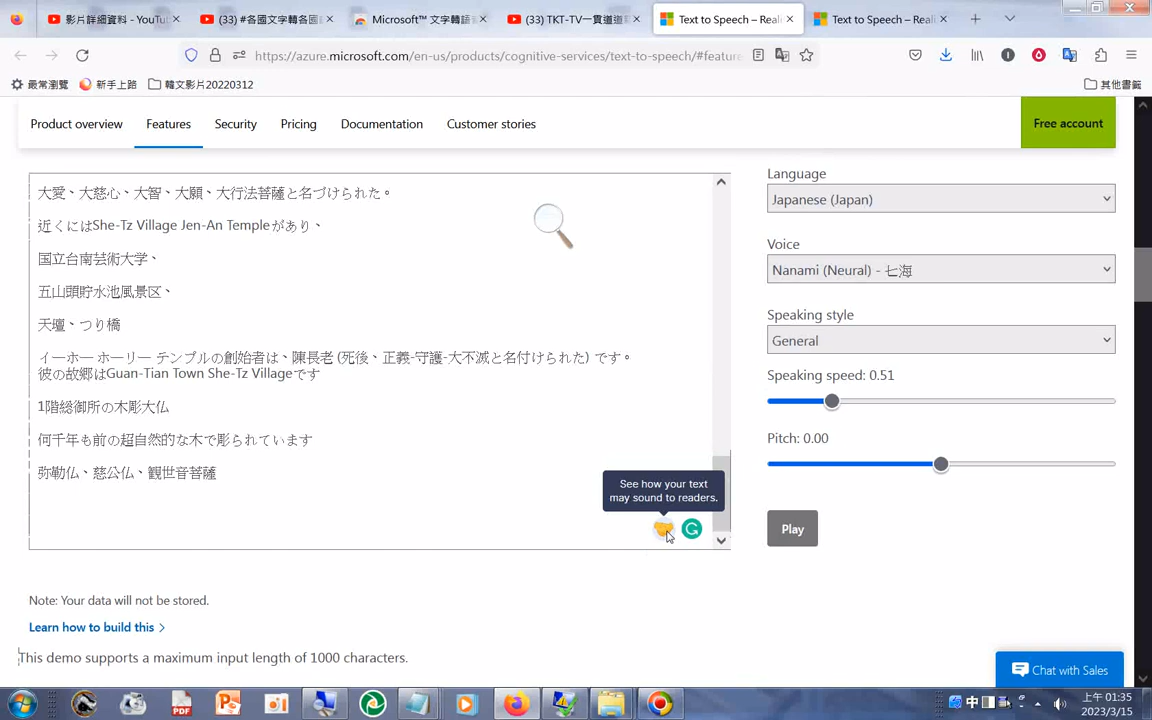 影片詳細資料 - YouTu
(33) #各國文字轉各國
Microsoft™ 文字轉語
(33) TKT-TV一貫道道
Text to Speech – Real
Text to Speech – Real
https://azure.microsoft.com/en-us/products/cognitive-services/text-to-speech/#feature
最常瀏覽
新手上路
韓文影片20220312
其他書籤
Product overview
Features
Security
Pricing
Documentation
Customer stories
Free account
大愛、大慈心、大智、大願、大行法菩薩と名づけられた。
近くにはShe-Tz Village Jen-An Templeがあり、
国立台南芸術大学、
五山頭貯水池風景区、
天壇、つり橋
イーホー ホーリー テンプルの創始者は、陳長老 (死後、正義-守護-大不滅と名付けられた) です。
彼の故郷はGuan-Tian Town She-Tz Villageです
1階総御所の木彫大仏
何千年も前の超自然的な木で彫られています
弥勒仏、慈公仏、観世音菩薩
See how your text
may sound to readers.
Language
Japanese (Japan)
Voice
Nanami (Neural) - 七海
Speaking style
General
Speaking speed: 0.51
Pitch: 0.00
Play
Note: Your data will not be stored.
Learn how to build this
This demo supports a maximum input length of 1000 characters.
Chat with Sales
PDF
中
上午 01:35
2023/3/15